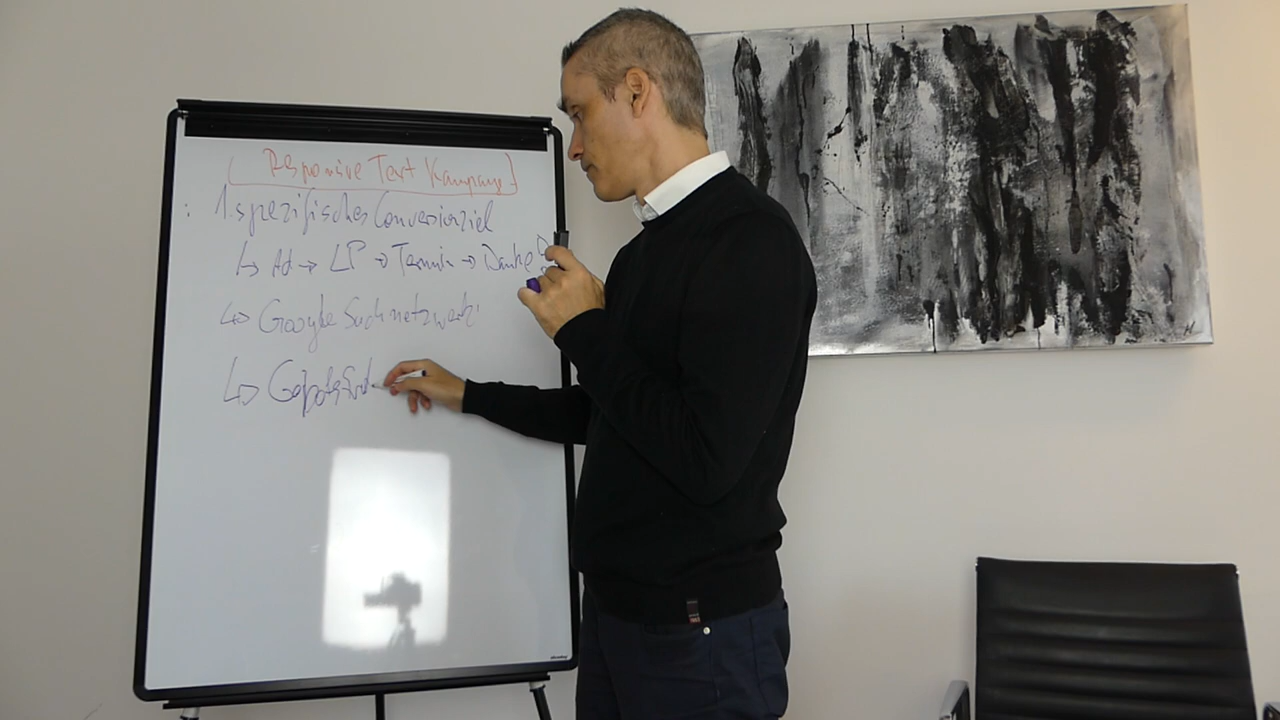 [ Responsive Text Kampagne ]
1. spezifisches Conversionziel
↳ Ad → LP → Termin → Danke
↳ Google Suchnetzwerk
↳